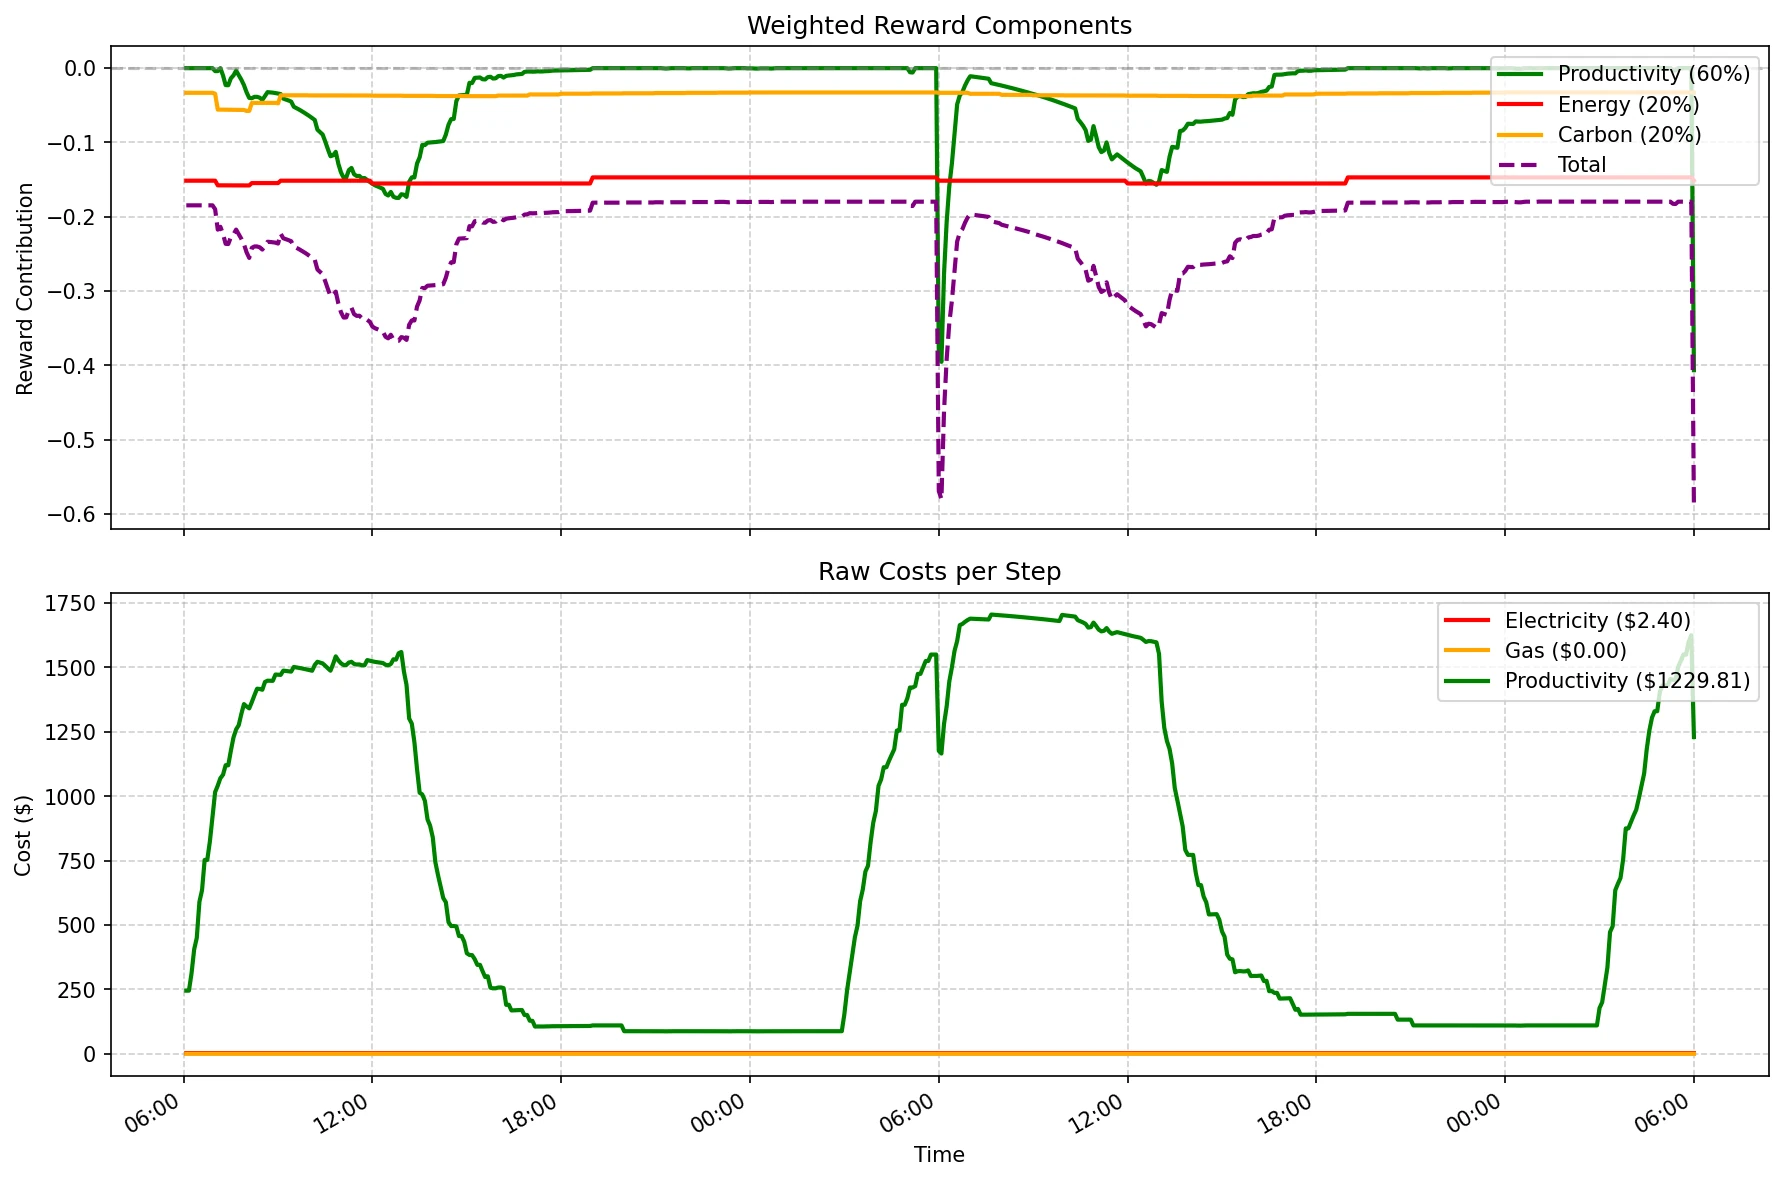 Weighted Reward Components
Reward Contribution
0.0
−0.1
−0.2
−0.3
−0.4
−0.5
−0.6
Productivity (60%)
Energy (20%)
Carbon (20%)
Total
Raw Costs per Step
Cost ($)
1750
1500
1250
1000
750
500
250
0
Electricity ($2.40)
Gas ($0.00)
Productivity ($1229.81)
06:00
12:00
18:00
00:00
06:00
12:00
18:00
00:00
06:00
Time